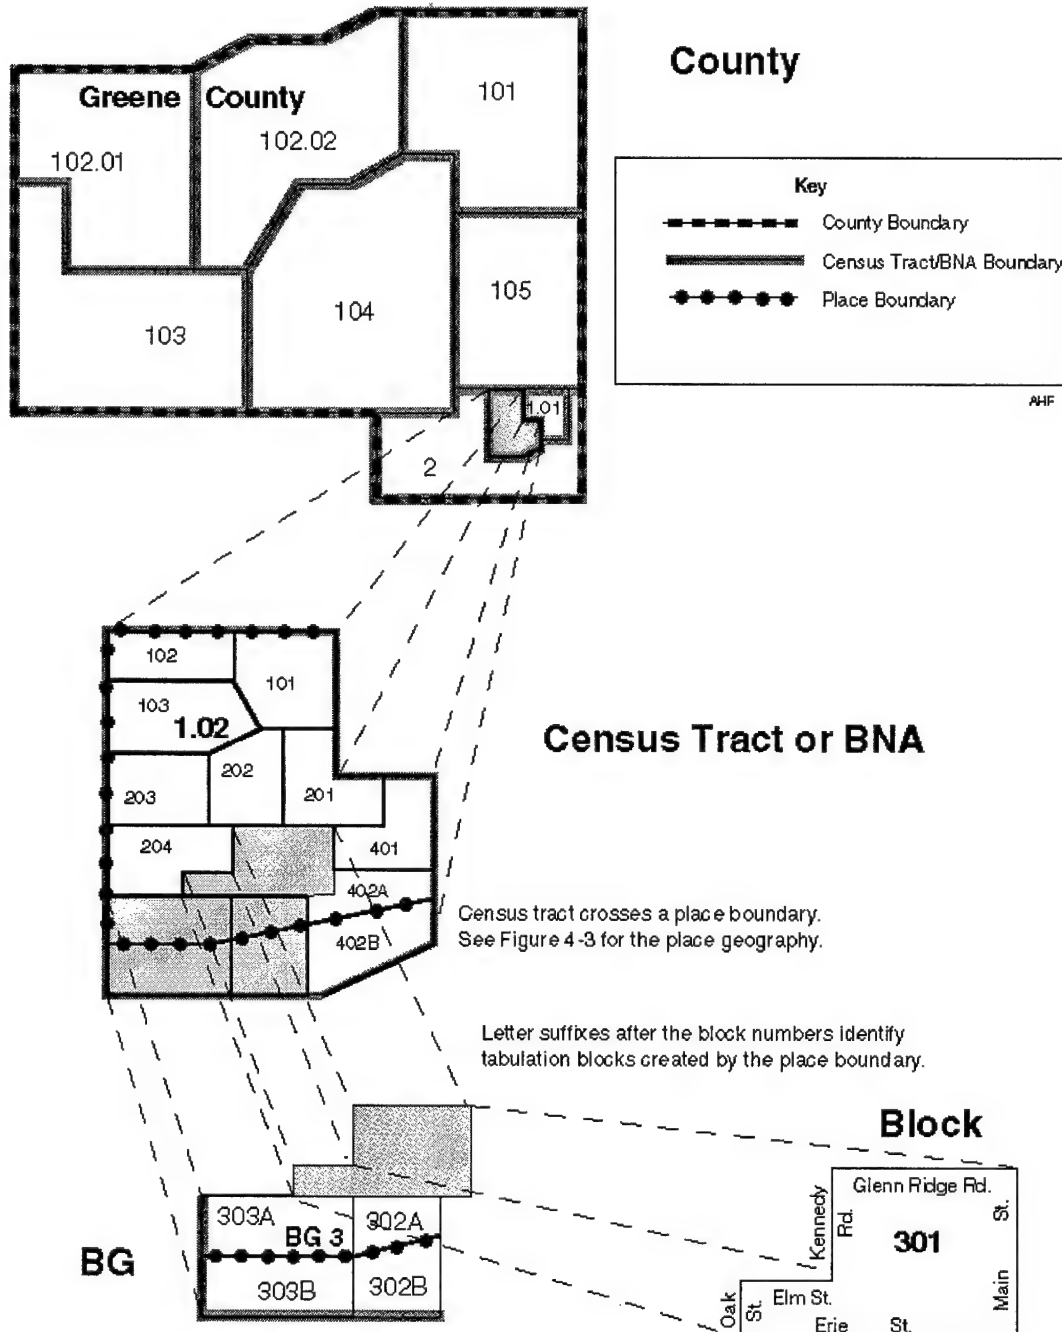 County
Greene County
101
102.02
102.01
Key
County Boundary
Census Tract/BNA Boundary
Place Boundary
105
104
103
AHF
1.01
2
102
101
103
1.02
202
203
201
204
401
402A
402B
Census Tract or BNA
Census tract crosses a place boundary.
See Figure 4-3 for the place geography.
Letter suffixes after the block numbers identify
tabulation blocks created by the place boundary.
Block
Glenn Ridge Rd.
Kennedy
Rd.
St.
301
Main
303A
302A
BG 3
BG
303B
302B
Oak
St.
Elm St.
Erie St.